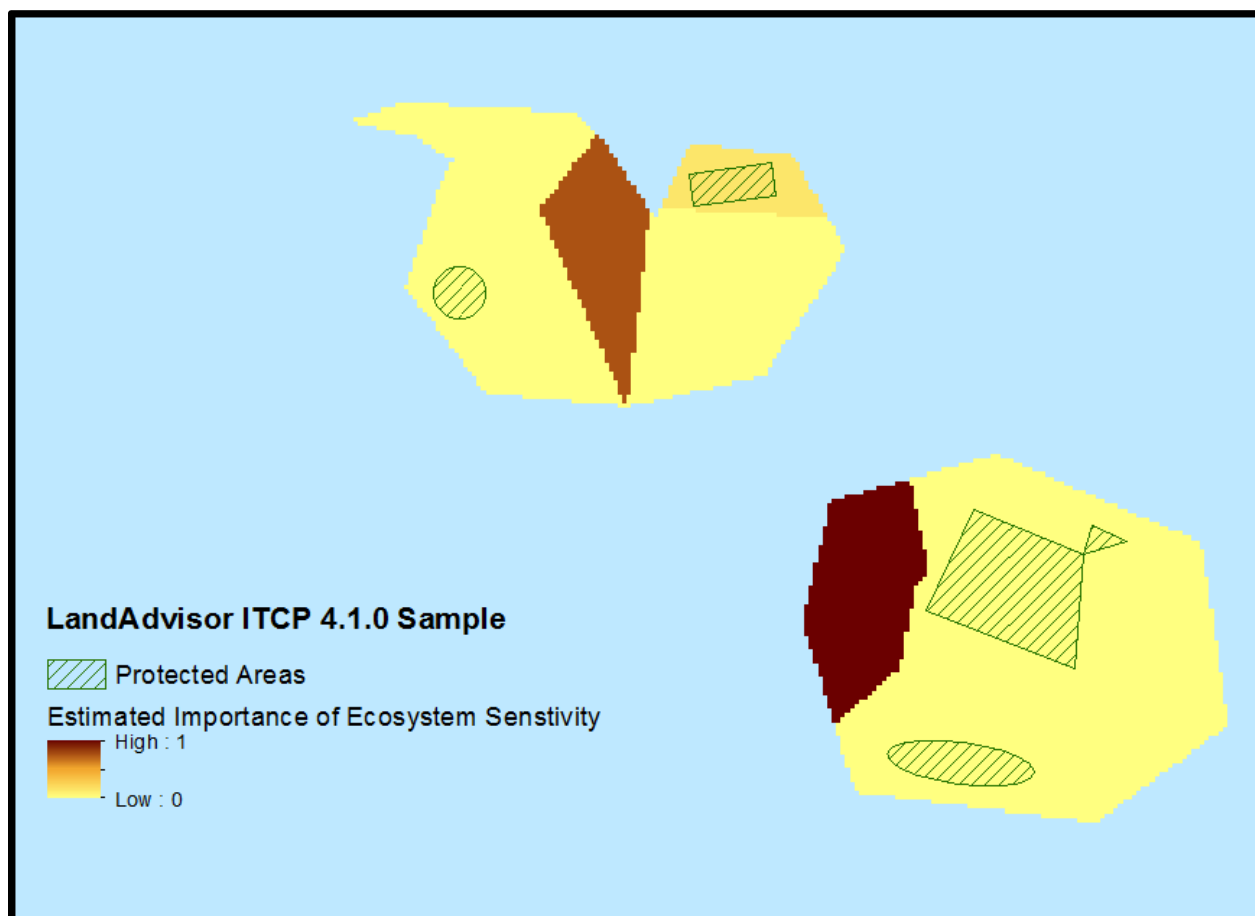 LandAdvisor ITCP 4.1.0 Sample
Protected Areas
Estimated Importance of Ecosystem Senstivity
High : 1
Low : 0